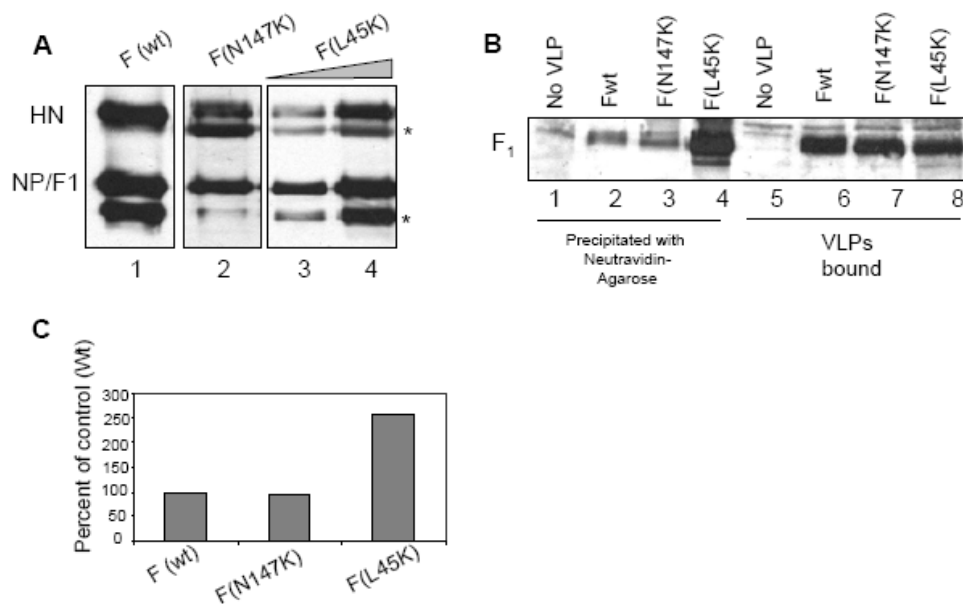 A
F (wt)
F(N147K)
F(L45K)
HN
*
NP/F1
*
1 2 3 4
B
No VLP
Fwt
F(N147K)
F(L45K)
No VLP
Fwt
F(N147K)
F(L45K)
F1
1 2 3 4 5 6 7 8
Precipitated with
Neutravidin-
Agarose
VLPs
bound
C
Percent of control (Wt)
300
250
200
150
100
50
0
F (wt)
F(N147K)
F(L45K)